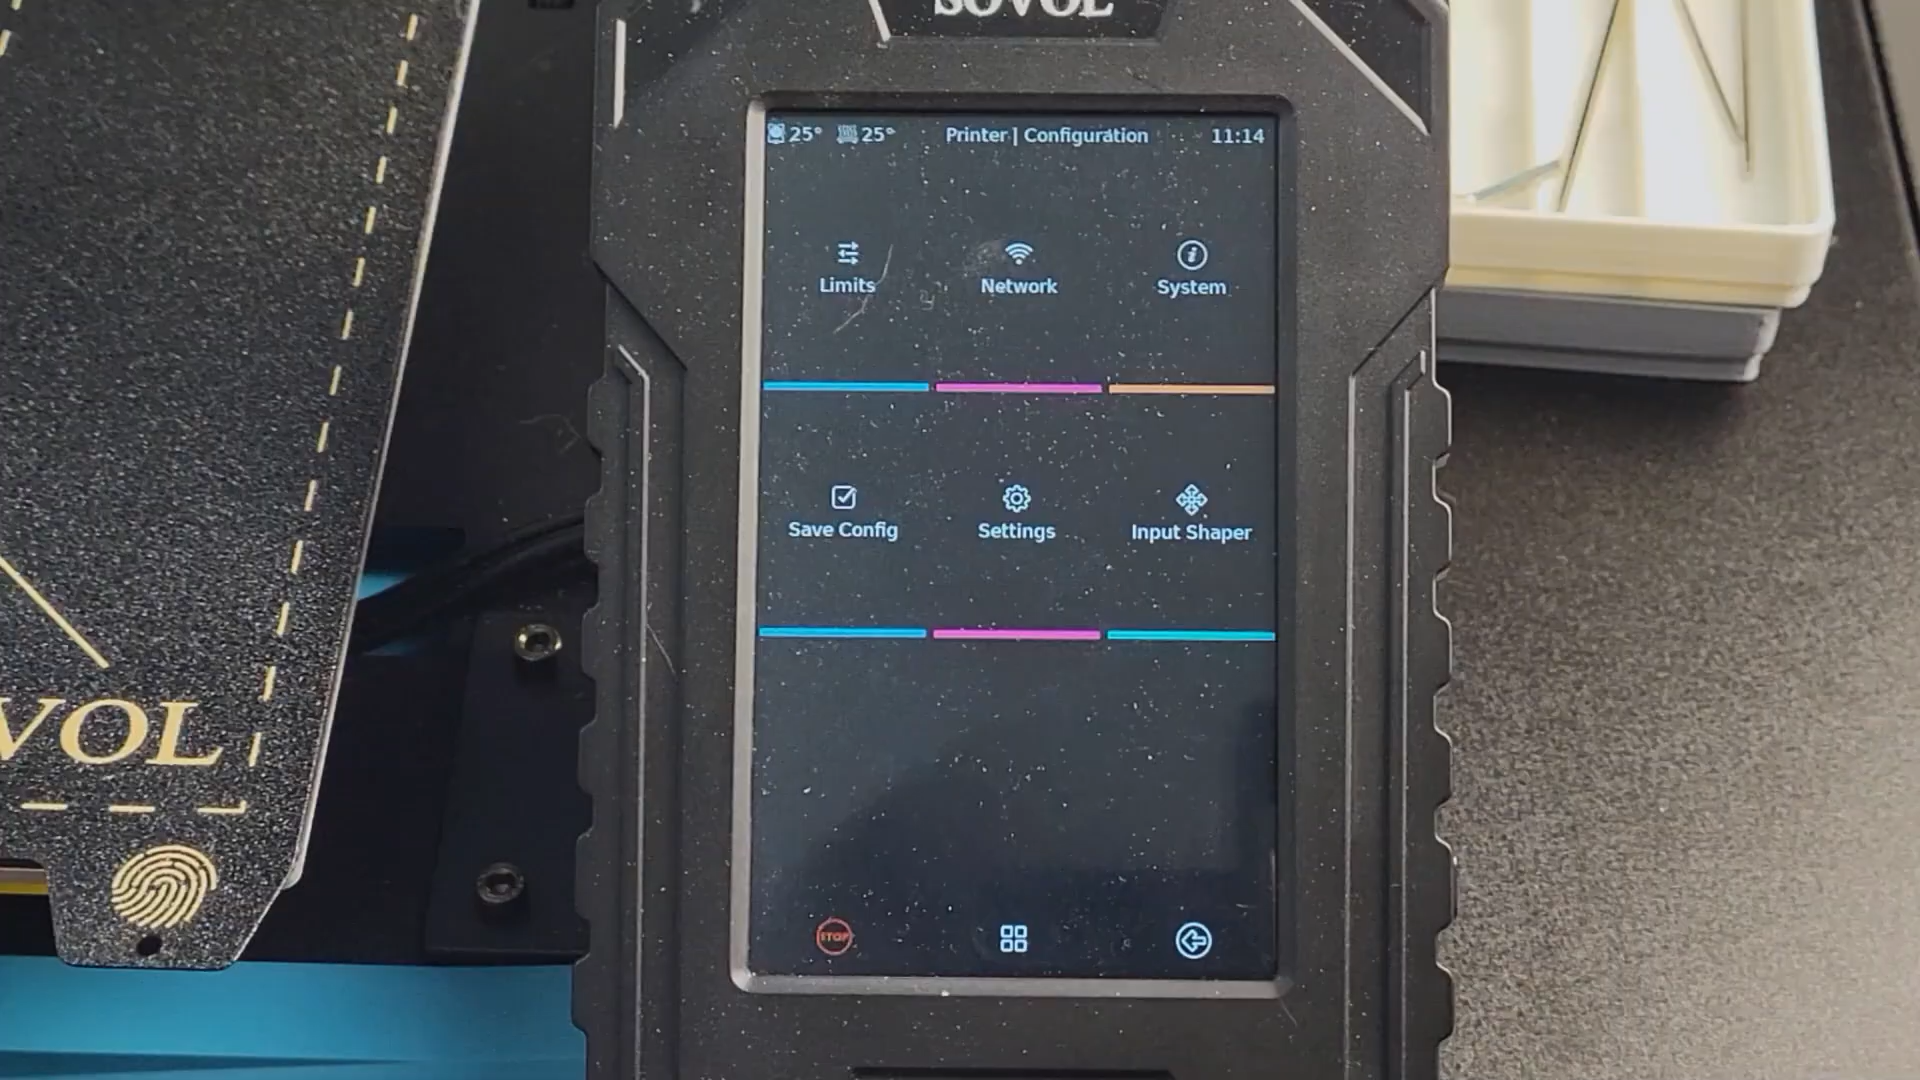 SOVOL
25° 25° Printer | Configuration 11:14
Limits Network System
Save Config Settings Input Shaper
STOP
VOL